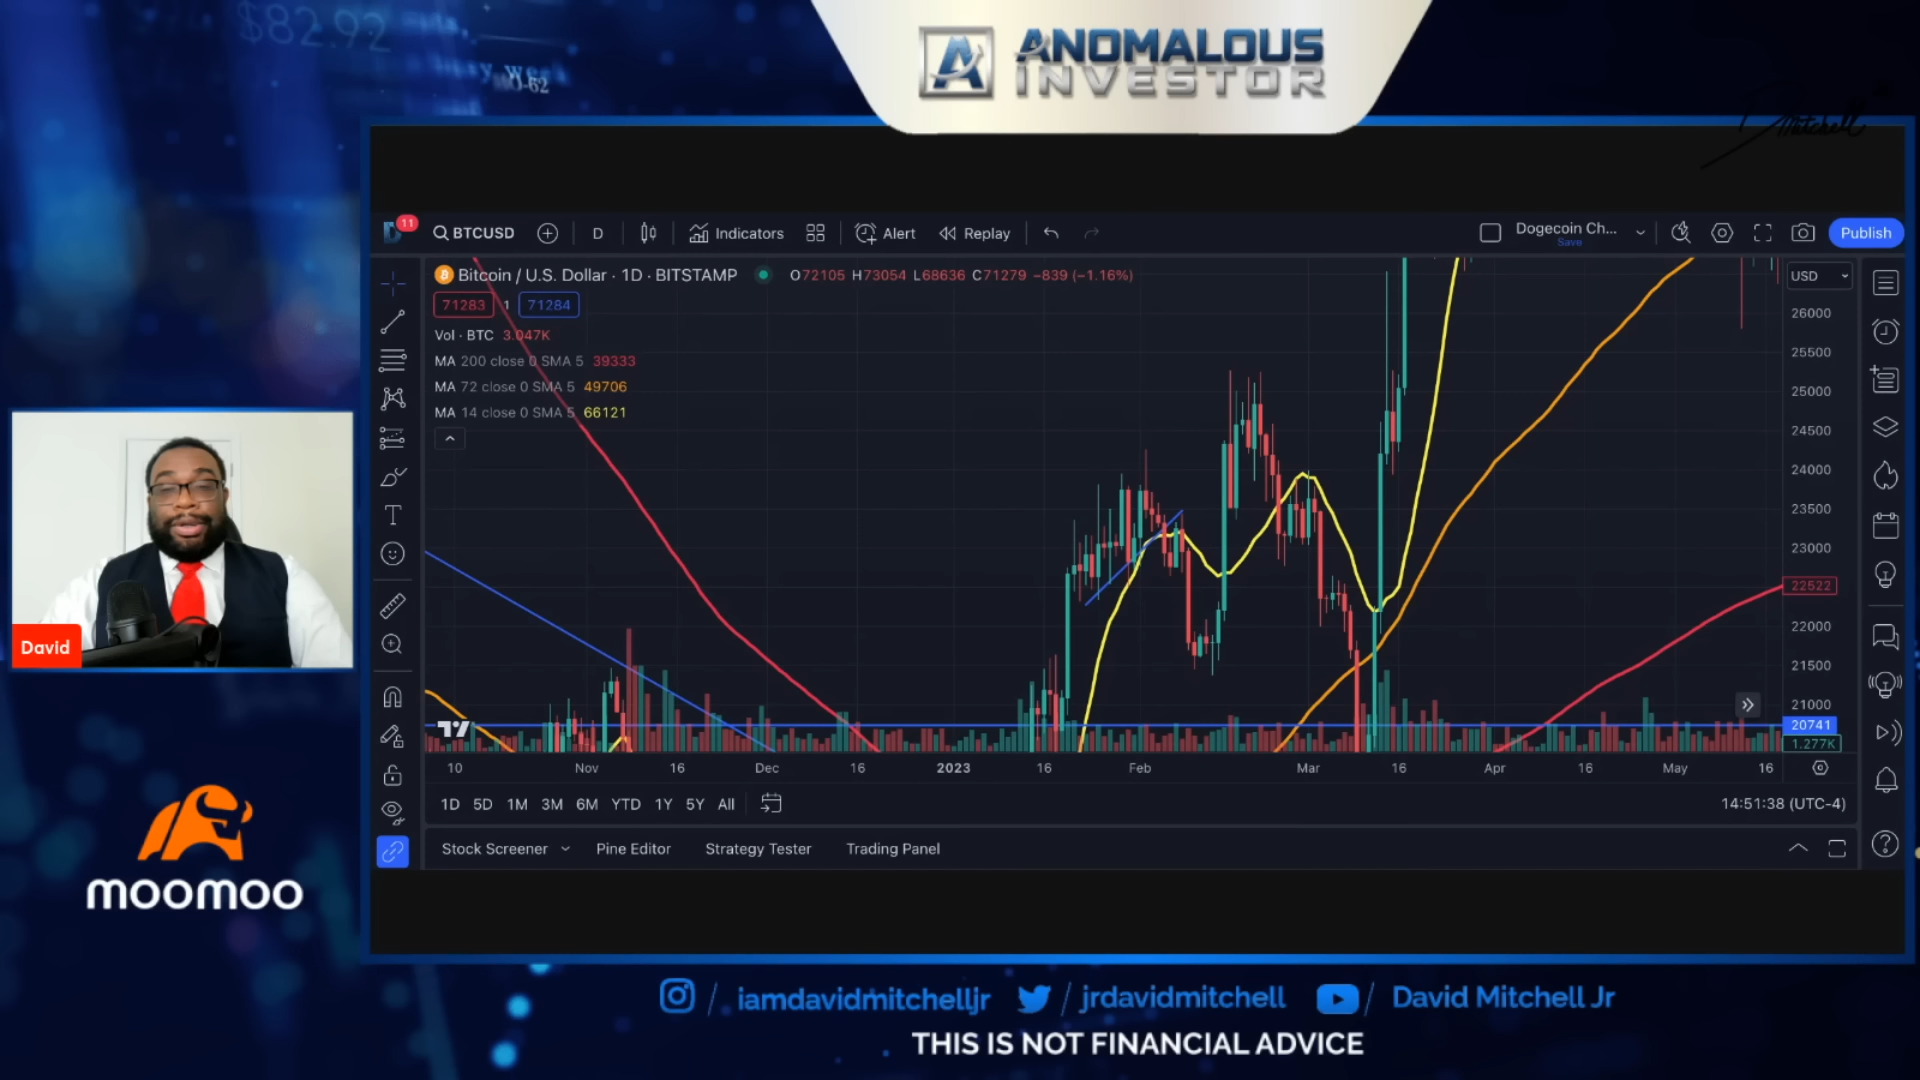 $82.92
ANOMALOUS
INVESTOR
D Mitchell
11
BTCUSD
D
Indicators
Alert
Replay
Dogecoin Ch...
Save
Publish
Bitcoin / U.S. Dollar · 1D · BITSTAMP
O72105 H73054 L68636 C71279 −839 (−1.16%)
USD
71283
1
71284
Vol · BTC 3.047K
MA 200 close 0 SMA 5 39333
MA 72 close 0 SMA 5 49706
MA 14 close 0 SMA 5 66121
26000
25500
25000
24500
24000
23500
23000
22522
22000
21500
21000
20741
1.277K
10
Nov
16
Dec
16
2023
16
Feb
Mar
16
Apr
16
May
16
1D 5D 1M 3M 6M YTD 1Y 5Y All
14:51:38 (UTC-4)
Stock Screener
Pine Editor
Strategy Tester
Trading Panel
David
moomoo
/ iamdavidmitchelljr
/ jrdavidmitchell
/ David Mitchell Jr
THIS IS NOT FINANCIAL ADVICE